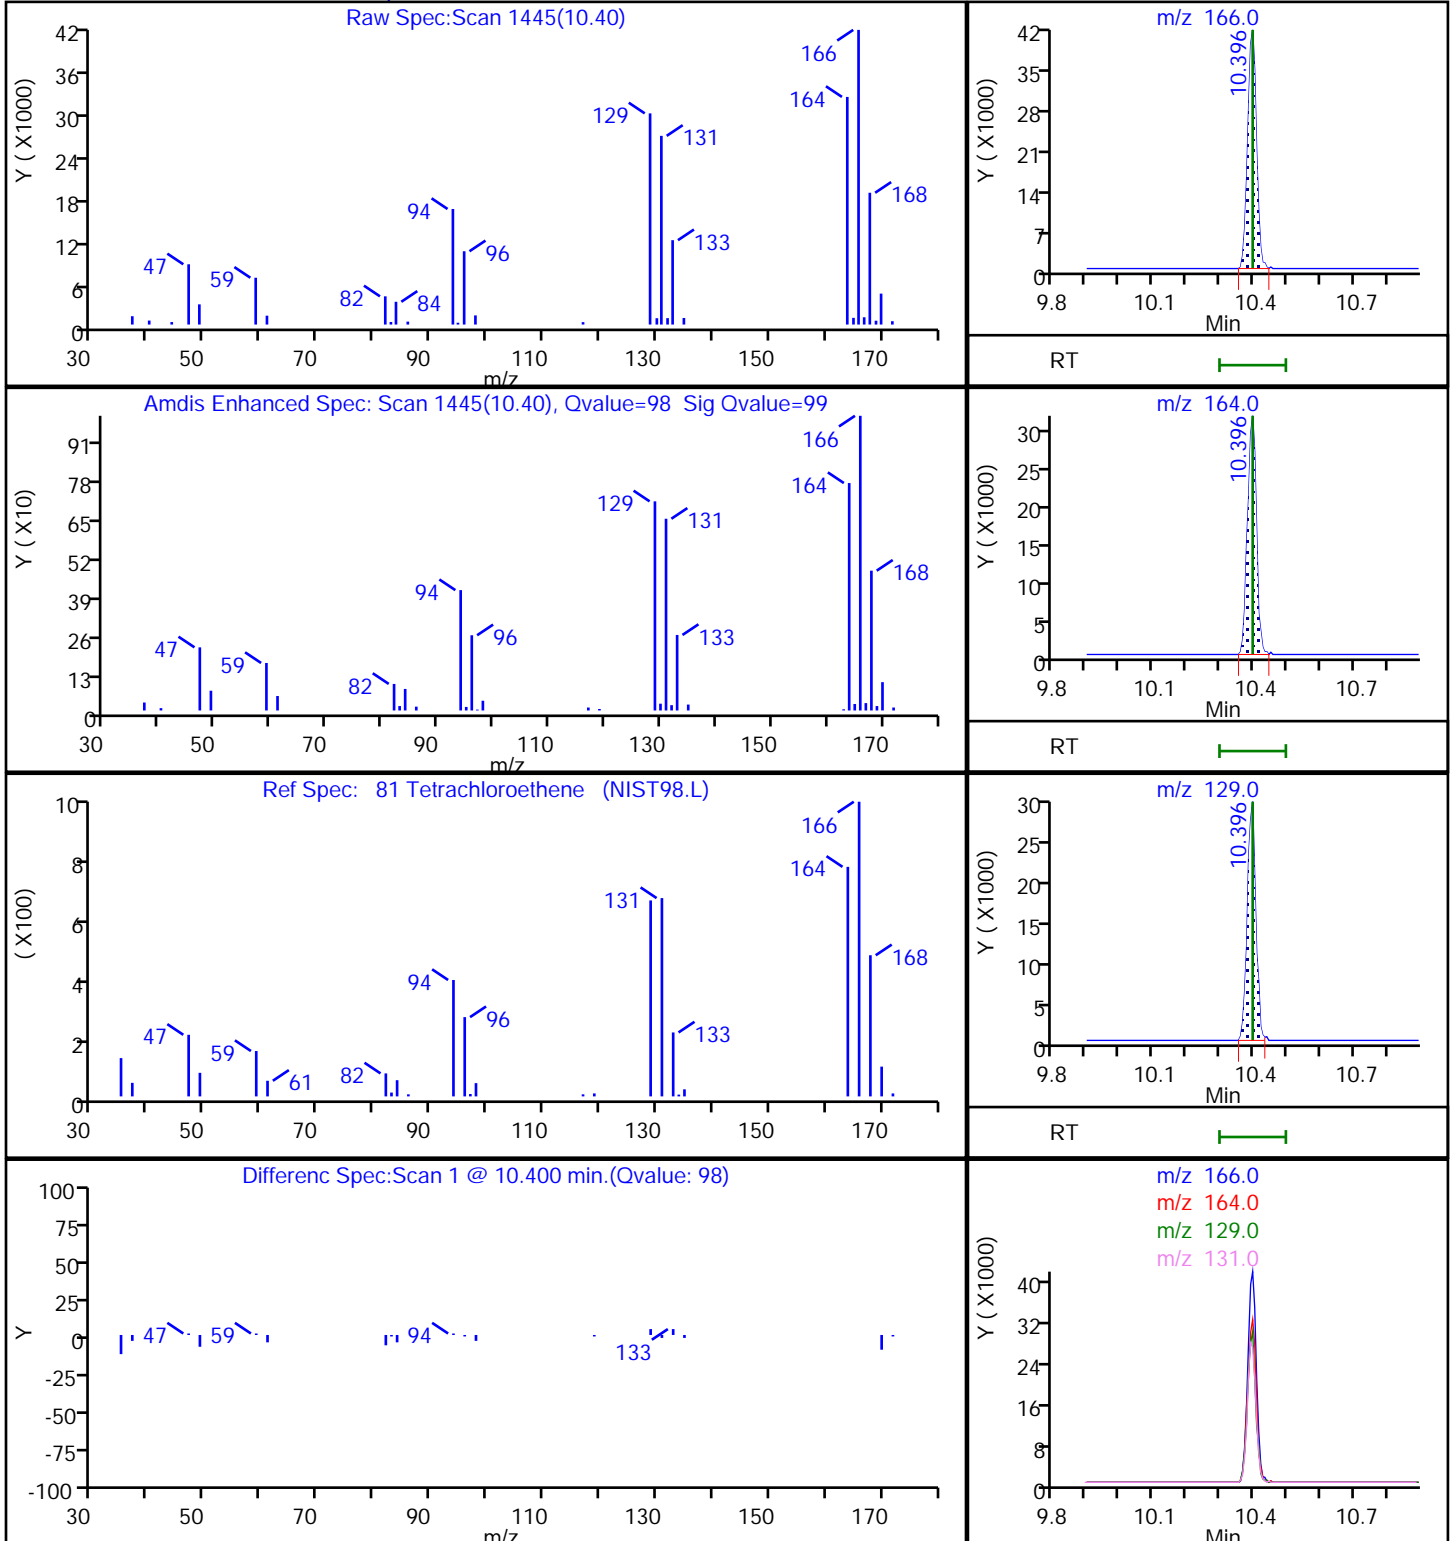 Raw Spec:Scan 1445(10.40)
Y ( X1000)
42
36
30
24
18
12
6
0
166
164
129
131
168
94
133
96
47
59
82
84
30 50 70 90 110 130 150 170
m/z
m/z 166.0
Y ( X1000)
42
35
28
21
14
7
0
10.396
9.8 10.1 10.4 10.7
Min
RT
Amdis Enhanced Spec: Scan 1445(10.40), Qvalue=98 Sig Qvalue=99
Y ( X10)
91
78
65
52
39
26
13
0
166
164
129
131
168
94
133
96
47
59
82
30 50 70 90 110 130 150 170
m/z
m/z 164.0
Y ( X1000)
30
25
20
15
10
5
0
10.396
9.8 10.1 10.4 10.7
Min
RT
Ref Spec: 81 Tetrachloroethene (NIST98.L)
( X100)
10
8
6
4
2
0
166
164
131
168
94
96
133
47
59
61
82
30 50 70 90 110 130 150 170
m/z 129.0
Y ( X1000)
30
25
20
15
10
5
0
10.396
9.8 10.1 10.4 10.7
Min
RT
Differenc Spec:Scan 1 @ 10.400 min.(Qvalue: 98)
Y
100
75
50
25
0
-25
-50
-75
-100
47
59
94
133
30 50 70 90 110 130 150 170
m/z
m/z 166.0
m/z 164.0
m/z 129.0
m/z 131.0
Y ( X1000)
40
32
24
16
8
0
9.8 10.1 10.4 10.7
Min